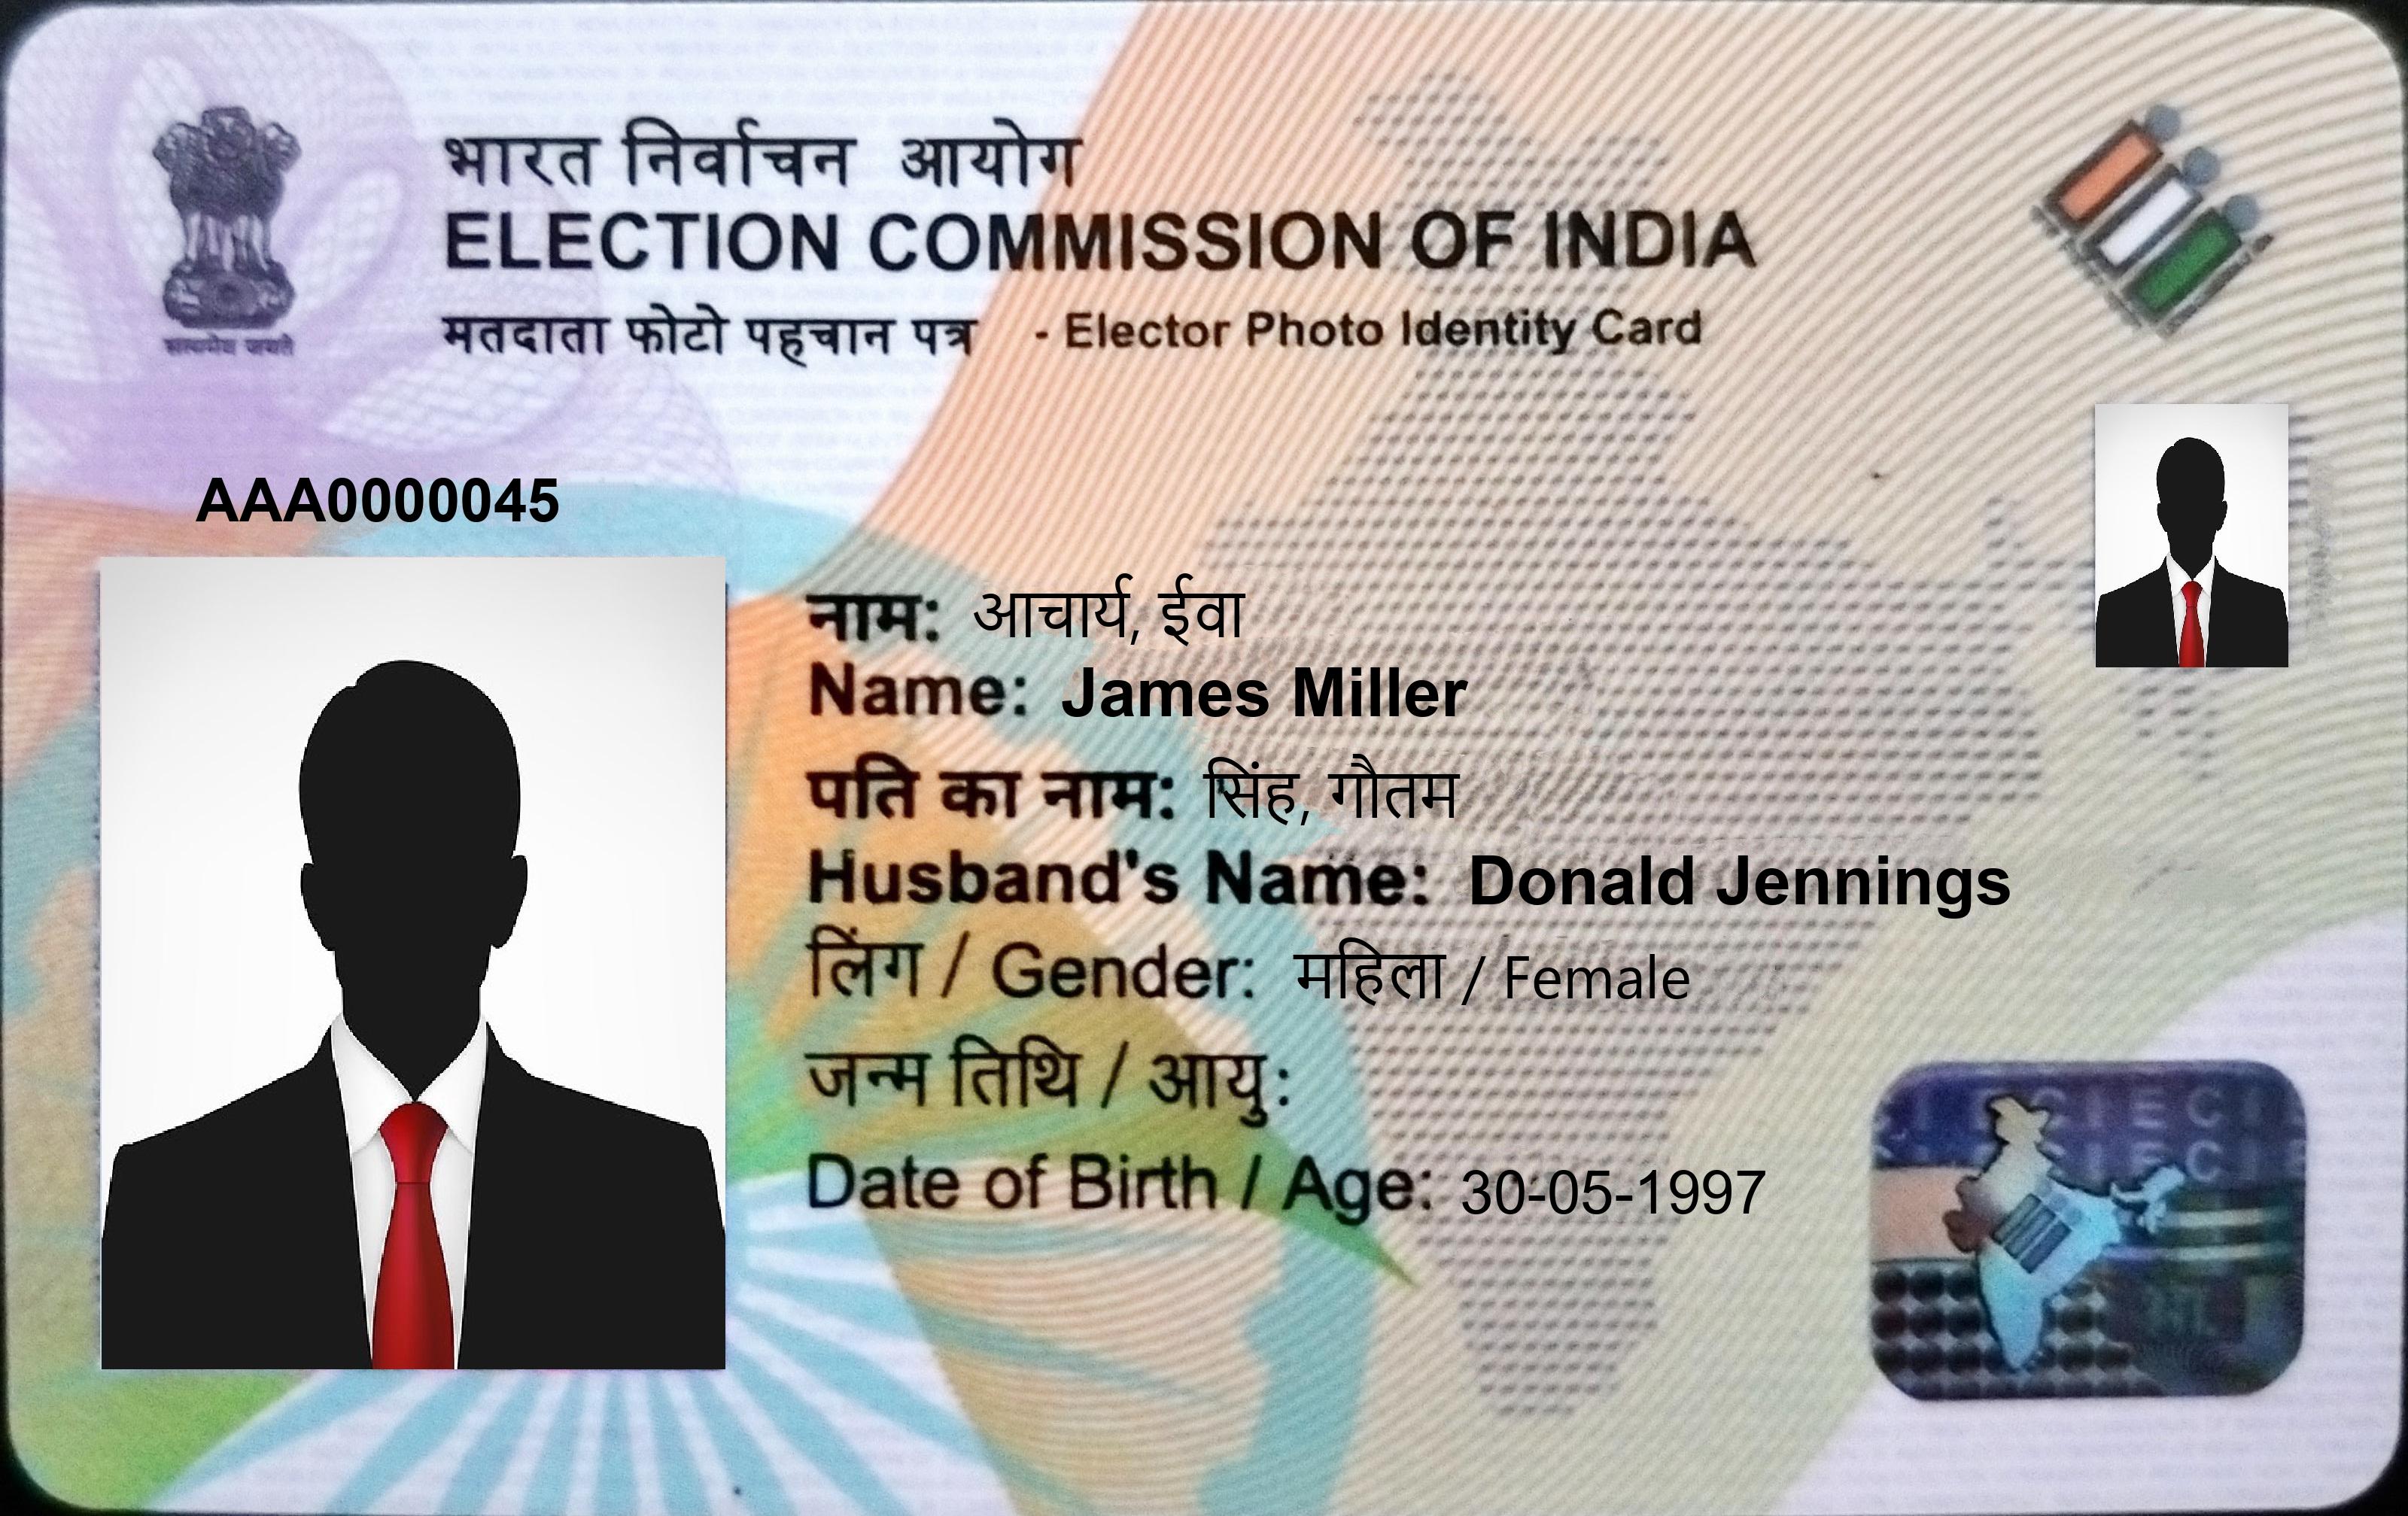 भारत निर्वाचन आयोग
ELECTION COMMISSION OF INDIA
मतदाता फोटो पहचान पत्र - Elector Photo Identity Card
सत्यमेव जयते
AAA0000045
नाम: आचार्य, ईवा
Name: James Miller
पति का नाम: सिंह, गौतम
Husband's Name: Donald Jennings
लिंग / Gender: महिला / Female
जन्म तिथि / आयु:
Date of Birth / Age: 30-05-1997